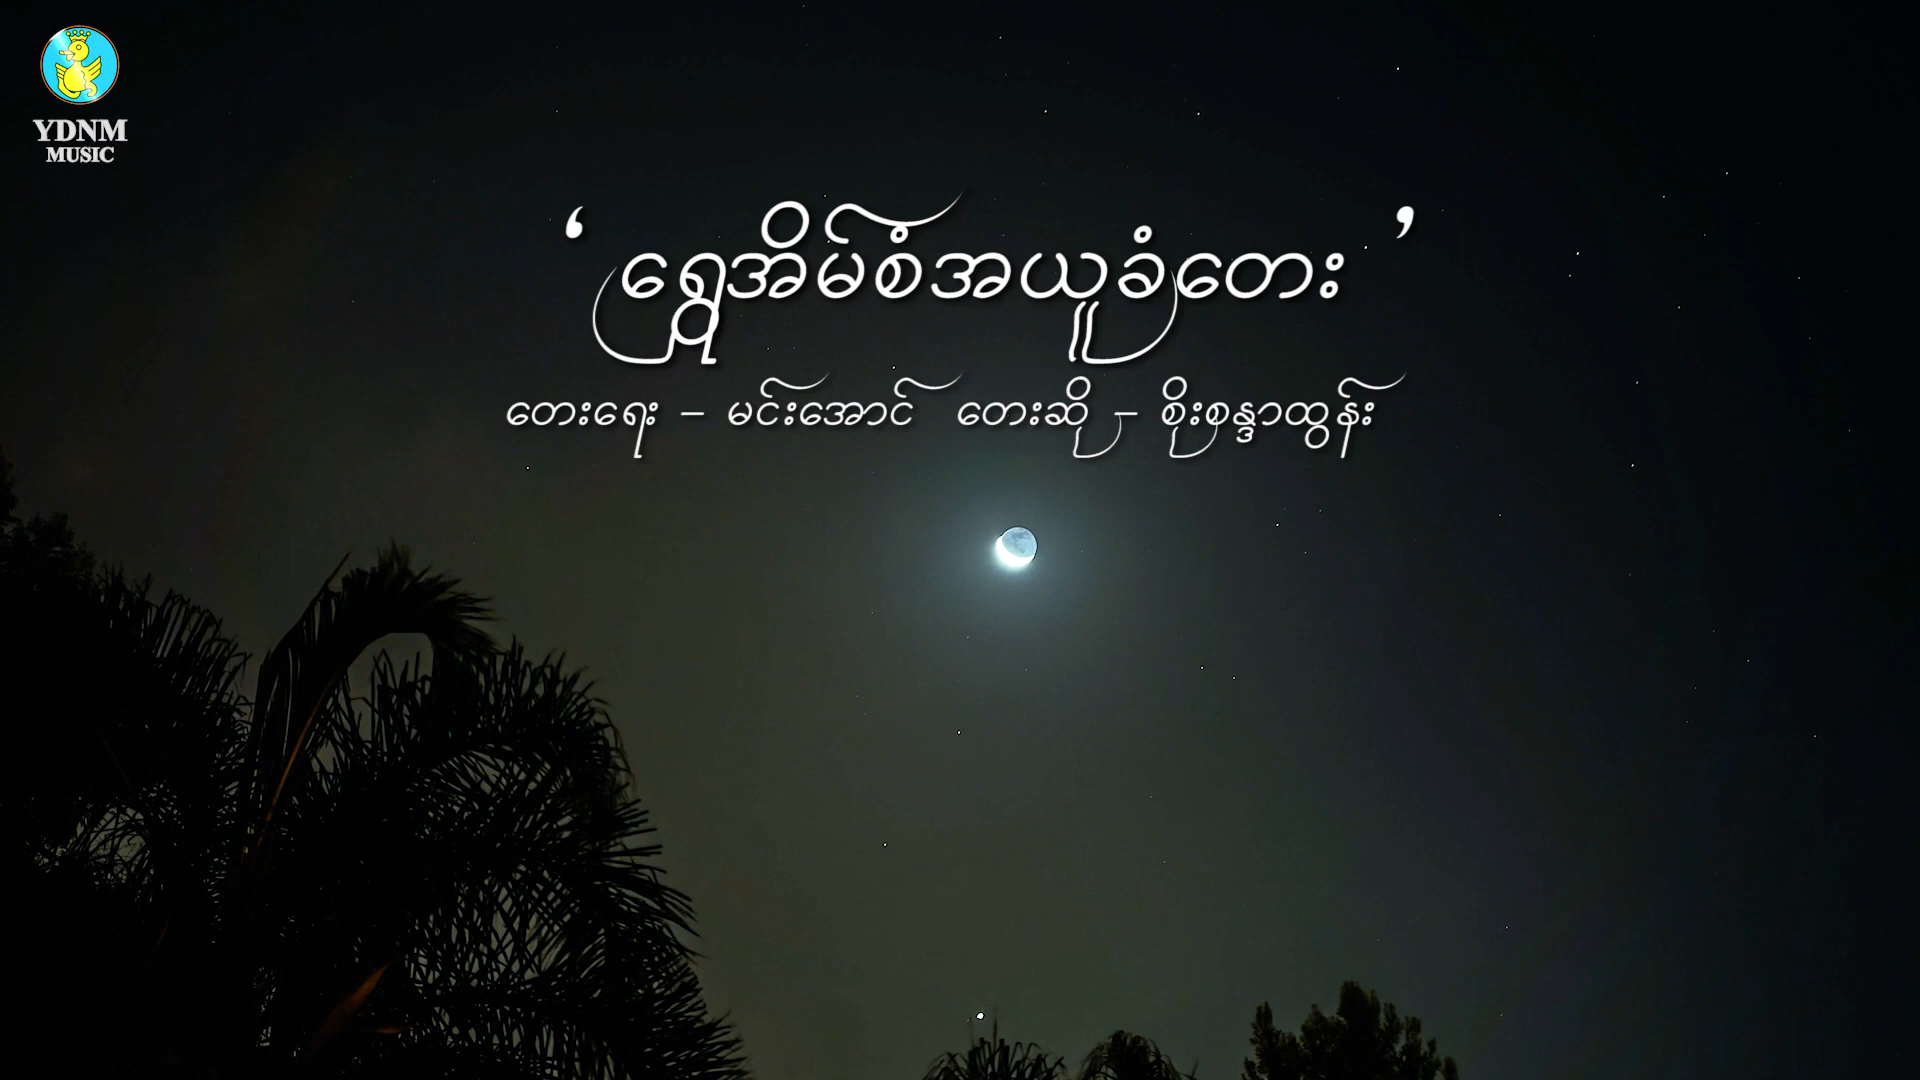 YDNM
MUSIC
‘ ရွှေအိမ်စံအယူခံတေး ’
တေးရေး – မင်းအောင် တေးဆို – စိုးစန္ဒာထွန်း